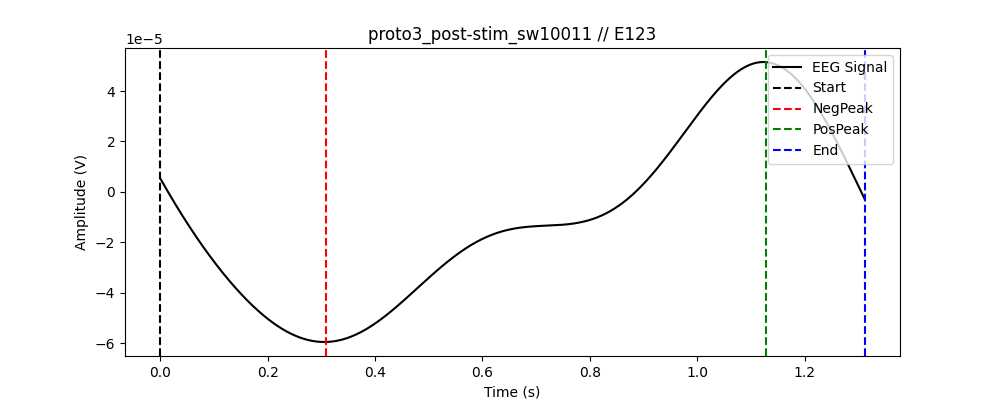 proto3_post-stim_sw10011 // E123
1e−5
EEG Signal
Start
NegPeak
PosPeak
End
4
2
0
−2
−4
−6
Amplitude (V)
0.0 0.2 0.4 0.6 0.8 1.0 1.2
Time (s)